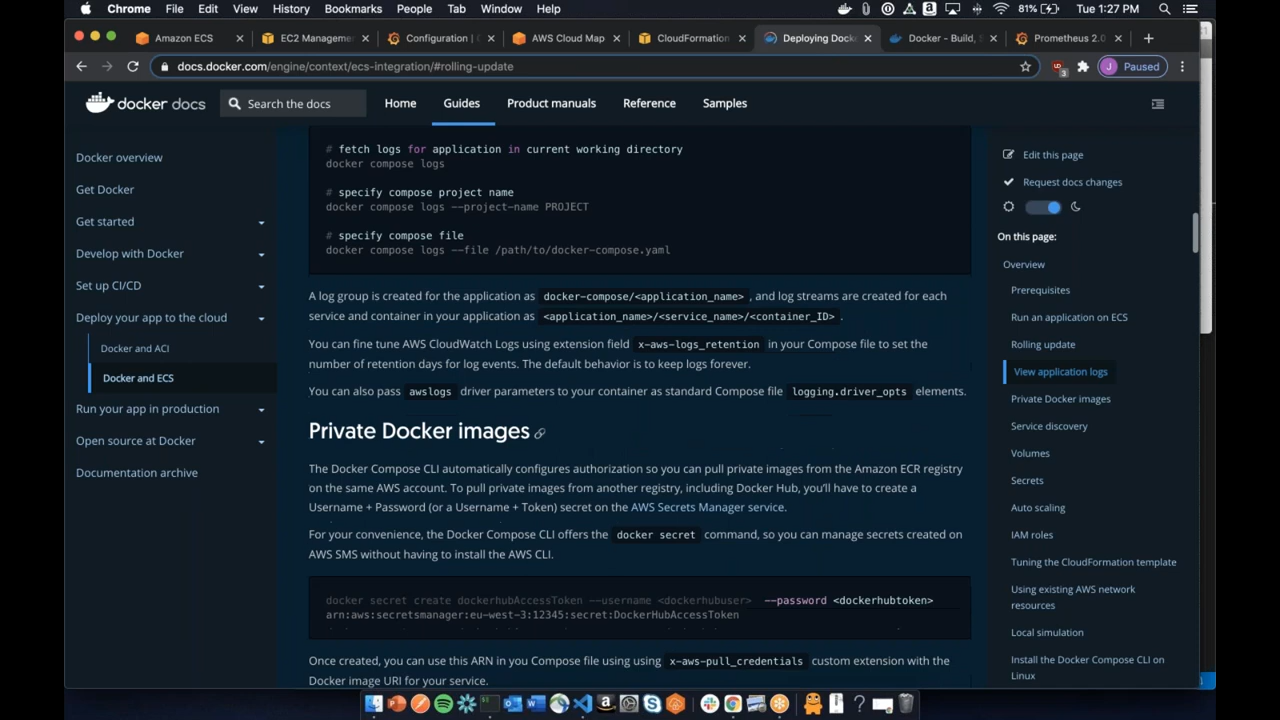 Chrome File Edit View History Bookmarks People Tab Window Help 81% Tue 1:27 PM
Amazon ECS EC2 Manageme Configuration | AWS Cloud Map CloudFormation Deploying Docke Docker - Build, S Prometheus 2.0
docs.docker.com/engine/context/ecs-integration/#rolling-update J Paused
docker docs Search the docs Home Guides Product manuals Reference Samples
Docker overview
Get Docker
Get started
Develop with Docker
Set up CI/CD
Deploy your app to the cloud
Docker and ACI
Docker and ECS
Run your app in production
Open source at Docker
Documentation archive
# fetch logs for application in current working directory
docker compose logs
# specify compose project name
docker compose logs --project-name PROJECT
# specify compose file
docker compose logs --file /path/to/docker-compose.yaml
A log group is created for the application as docker-compose/<application_name> , and log streams are created for each
service and container in your application as <application_name>/<service_name>/<container_ID> .
You can fine tune AWS CloudWatch Logs using extension field x-aws-logs_retention in your Compose file to set the
number of retention days for log events. The default behavior is to keep logs forever.
You can also pass awslogs driver parameters to your container as standard Compose file logging.driver_opts elements.
Private Docker images
The Docker Compose CLI automatically configures authorization so you can pull private images from the Amazon ECR registry
on the same AWS account. To pull private images from another registry, including Docker Hub, you'll have to create a
Username + Password (or a Username + Token) secret on the AWS Secrets Manager service.
For your convenience, the Docker Compose CLI offers the docker secret command, so you can manage secrets created on
AWS SMS without having to install the AWS CLI.
docker secret create dockerhubAccessToken --username <dockerhubuser> --password <dockerhubtoken>
arn:aws:secretsmanager:eu-west-3:12345:secret:DockerHubAccessToken
Once created, you can use this ARN in you Compose file using using x-aws-pull_credentials custom extension with the
Docker image URI for your service.
Edit this page
Request docs changes
On this page:
Overview
Prerequisites
Run an application on ECS
Rolling update
View application logs
Private Docker images
Service discovery
Volumes
Secrets
Auto scaling
IAM roles
Tuning the CloudFormation template
Using existing AWS network
resources
Local simulation
Install the Docker Compose CLI on
Linux